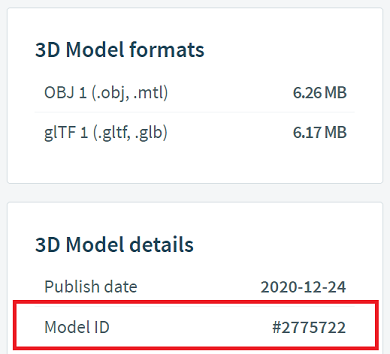 3D Model formats
OBJ 1 (.obj, .mtl) 6.26 MB
glTF 1 (.gltf, .glb) 6.17 MB
3D Model details
Publish date 2020-12-24
Model ID #2775722